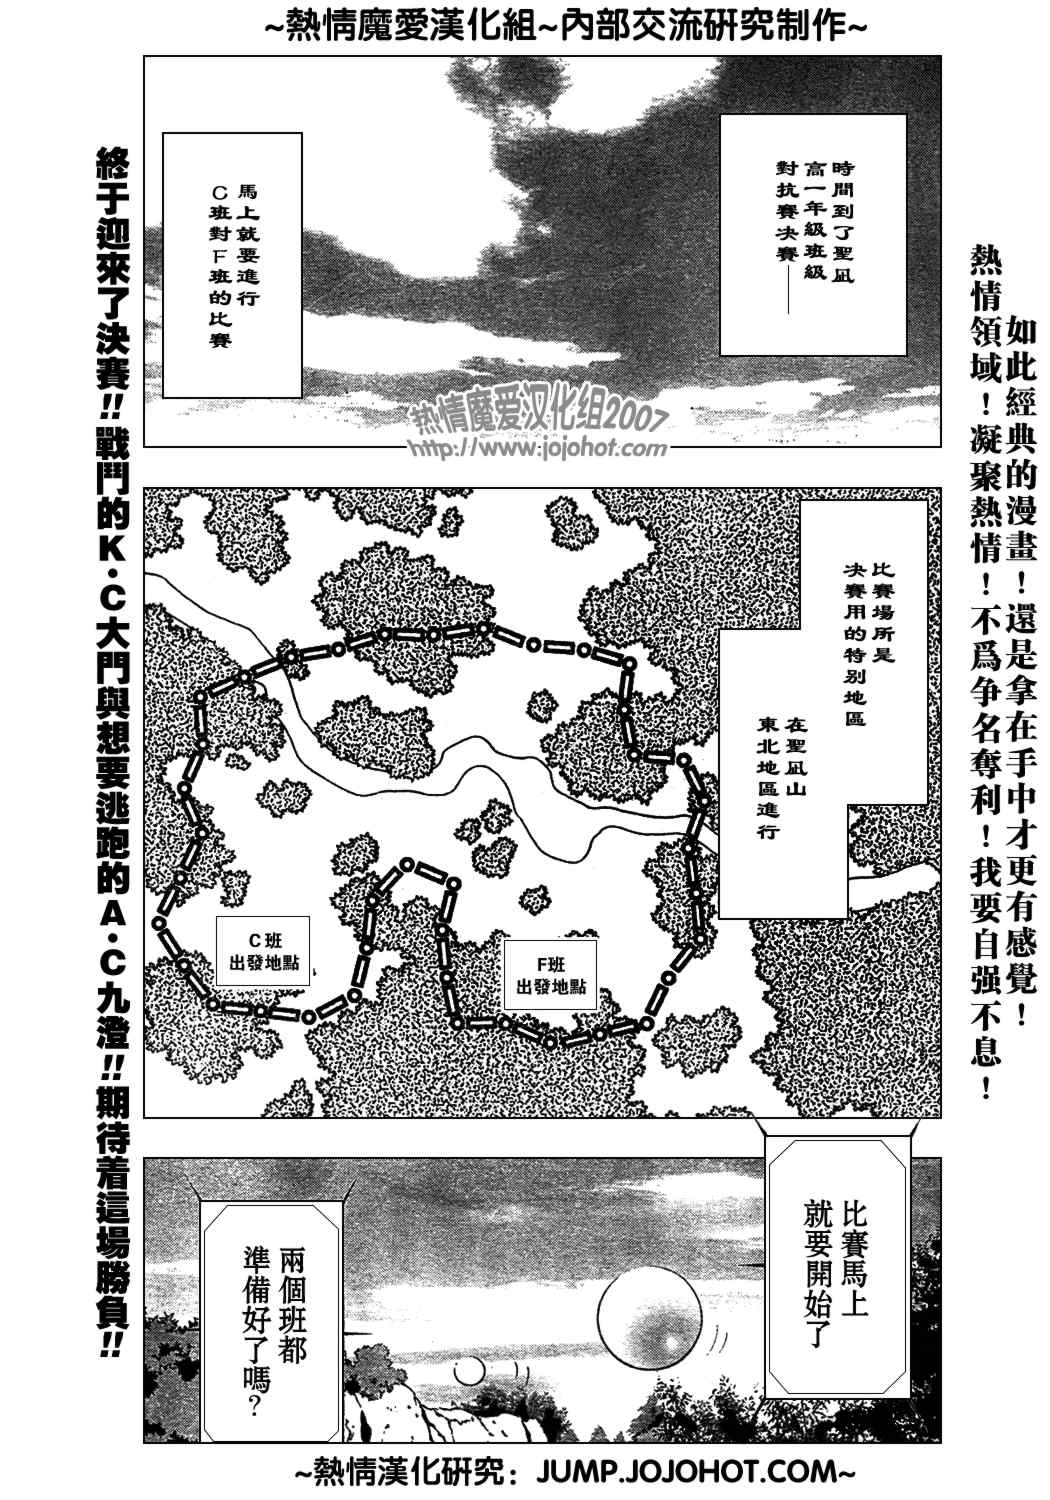 ~熱情魔愛漢化組~內部交流研究制作~
如此經典的漫畫！還是拿在手中才更有感覺！
熱情領域！凝聚熱情！不爲争名奪利！我要自强不息！
時間到了聖凪
高一年級班級
對抗賽决賽——
馬上就要進行
C班對F班的比賽
热情魔爱汉化组2007
http://www.jojohot.com
比賽場所是
决賽用的特别地區
在聖凪山
東北地區進行
C班
出發地點
F班
出發地點
比賽馬上
就要開始了
兩個班都
準備好了嗎？
終于迎來了決賽!!戰鬥的K·C大門與想要逃跑的A·C九澄!!期待着這場勝負!!
~熱情漢化研究：JUMP.JOJOHOT.COM~